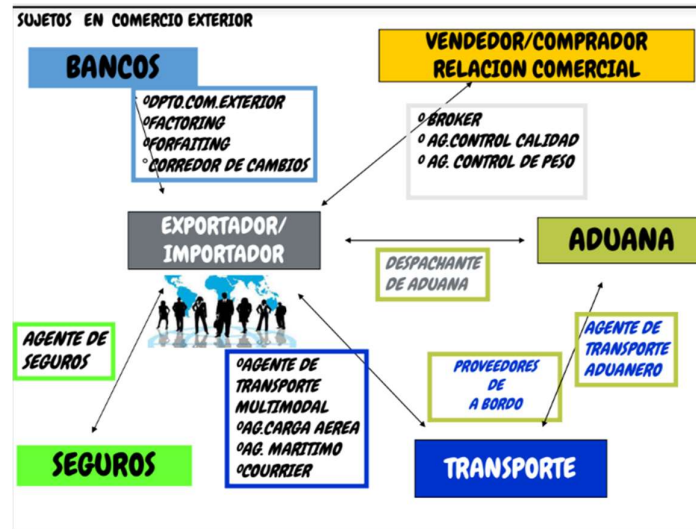 SUJETOS EN COMERCIO EXTERIOR
BANCOS
ºDPTO.COM.EXTERIOR
ºFACTORING
ºFORFAITING
ºCORREDOR DE CAMBIOS
VENDEDOR/COMPRADOR
RELACION COMERCIAL
º BROKER
º AG.CONTROL CALIDAD
º AG. CONTROL DE PESO
EXPORTADOR/
IMPORTADOR
DESPACHANTE
DE ADUANA
ADUANA
AGENTE DE
SEGUROS
ºAGENTE DE
TRANSPORTE
MULTIMODAL
ºAG.CARGA AEREA
ºAG. MARITIMO
ºCOURRIER
PROVEEDORES
DE
A BORDO
AGENTE DE
TRANSPORTE
ADUANERO
SEGUROS
TRANSPORTE